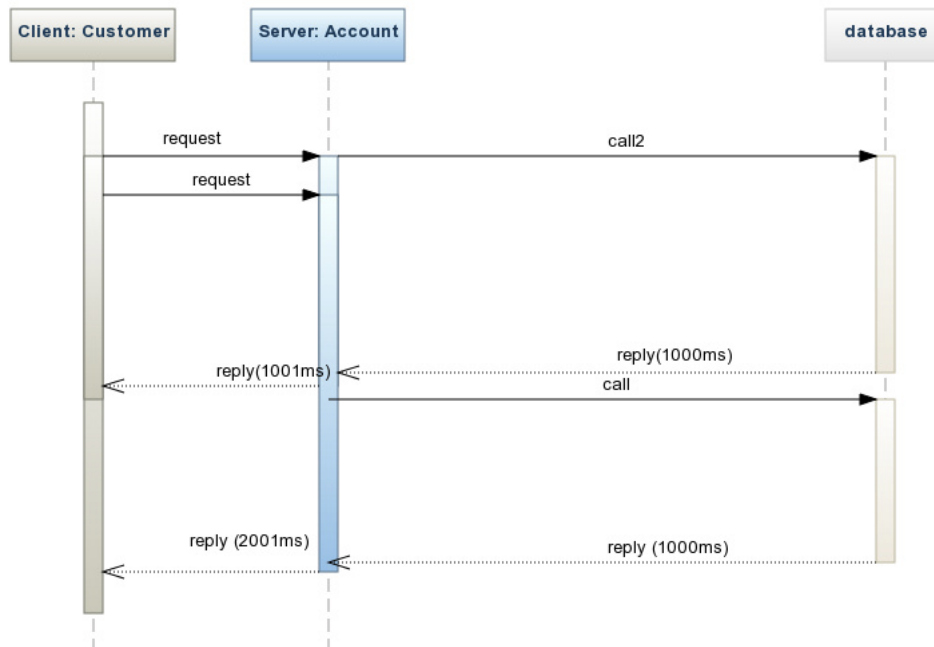 Client: Customer
Server: Account
database
request
call2
request
reply(1000ms)
reply(1001ms)
call
reply (2001ms)
reply (1000ms)